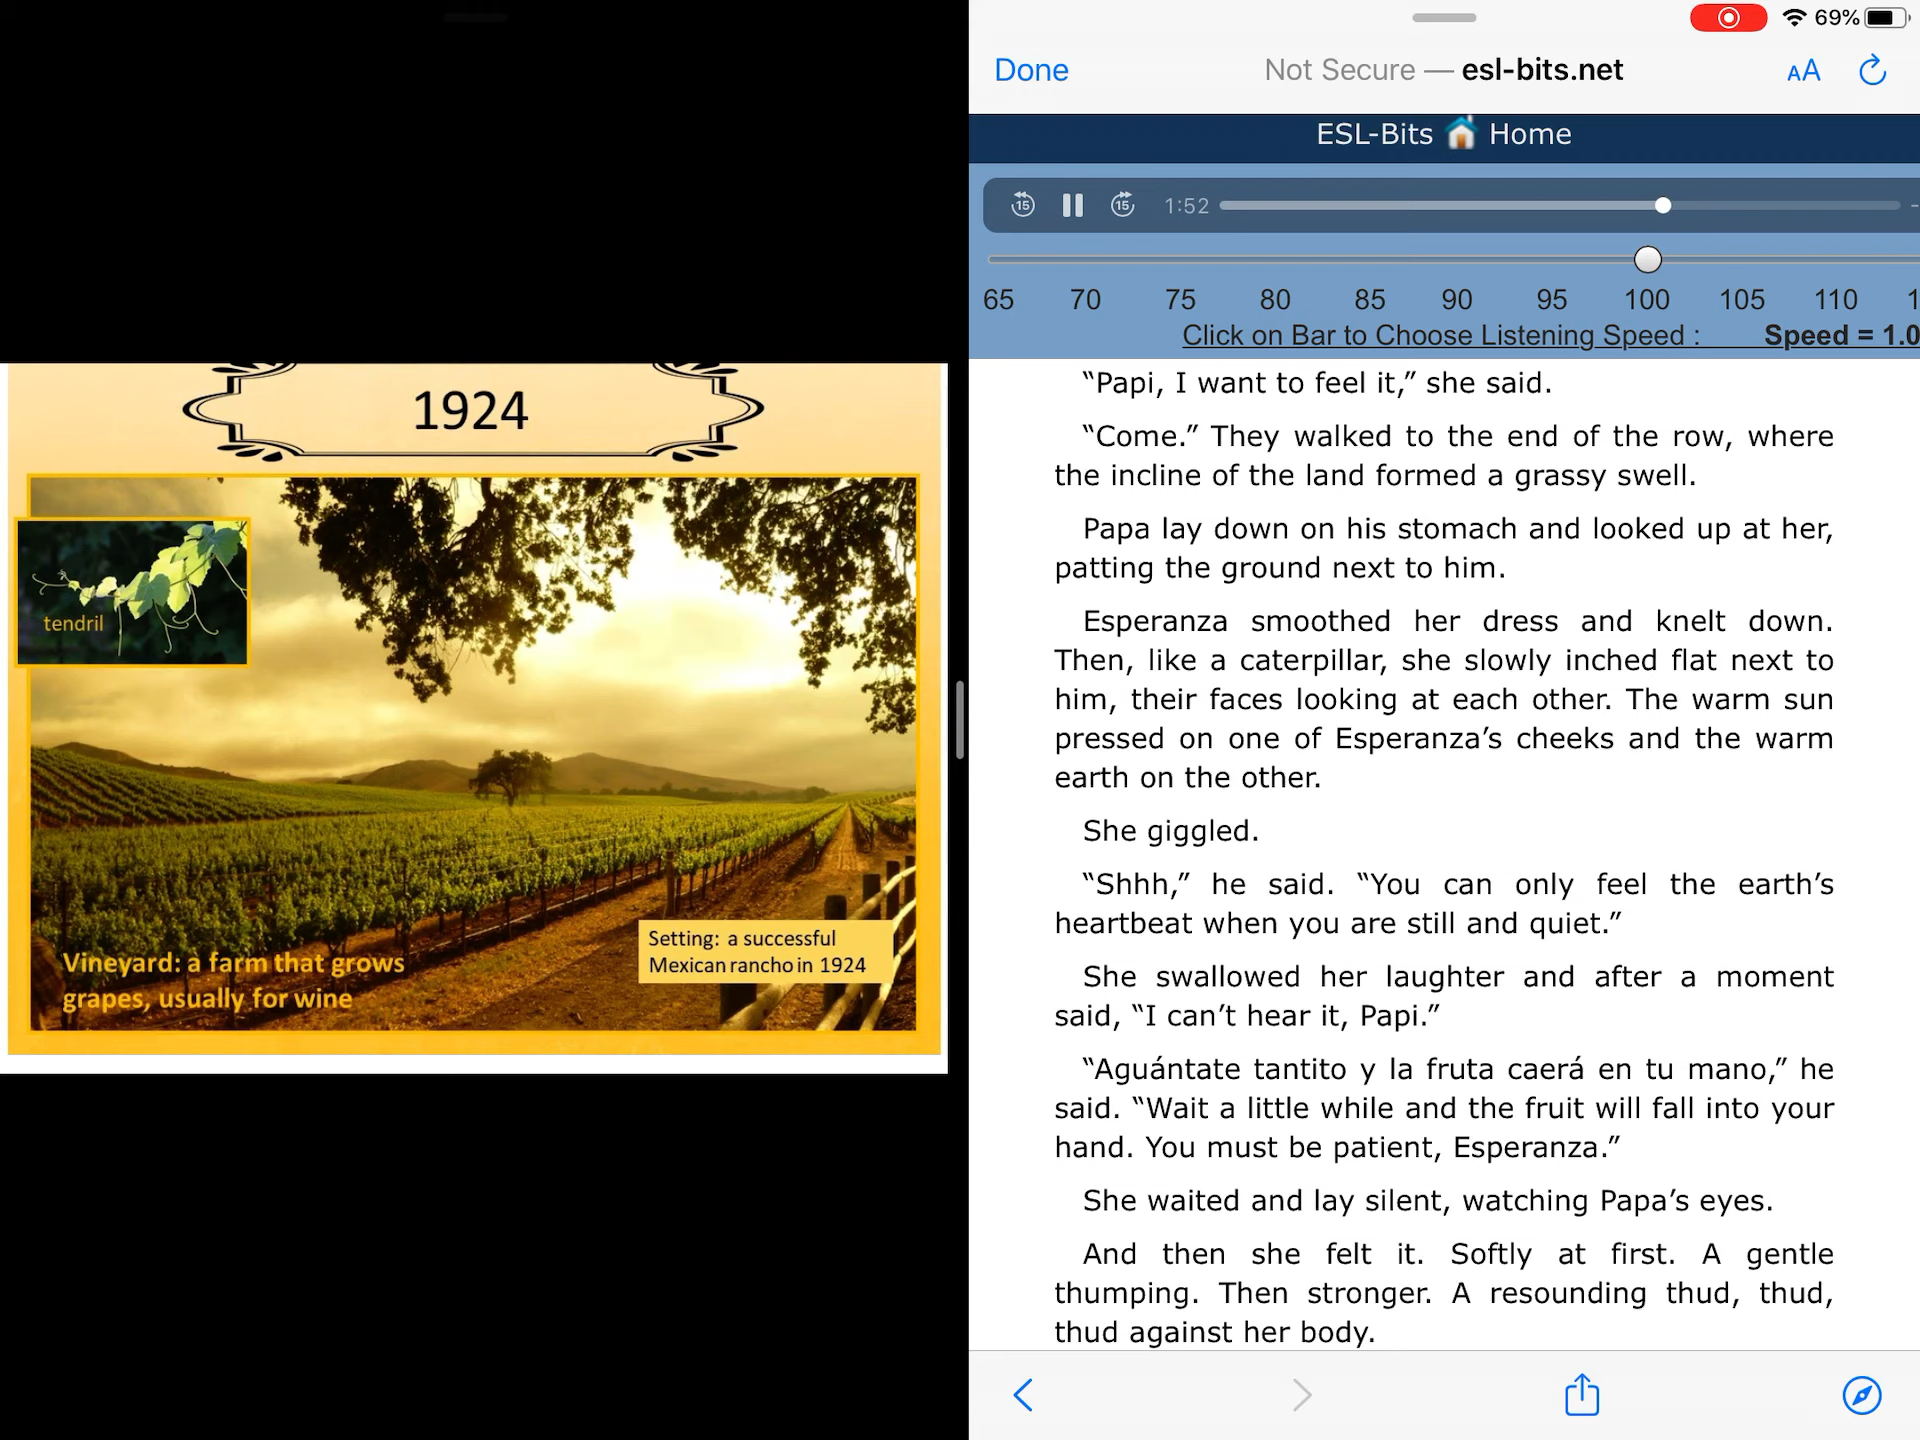 1924
tendril
Vineyard: a farm that grows
grapes, usually for wine
Setting: a successful
Mexican rancho in 1924
69%
Done
Not Secure — esl-bits.net
AA
ESL-Bits Home
15
15
1:52
65 70 75 80 85 90 95 100 105 110
Click on Bar to Choose Listening Speed :
Speed = 1.0
“Papi, I want to feel it,” she said.
“Come.” They walked to the end of the row, where
the incline of the land formed a grassy swell.
Papa lay down on his stomach and looked up at her,
patting the ground next to him.
Esperanza smoothed her dress and knelt down.
Then, like a caterpillar, she slowly inched flat next to
him, their faces looking at each other. The warm sun
pressed on one of Esperanza’s cheeks and the warm
earth on the other.
She giggled.
“Shhh,” he said. “You can only feel the earth’s
heartbeat when you are still and quiet.”
She swallowed her laughter and after a moment
said, “I can’t hear it, Papi.”
“Aguántate tantito y la fruta caerá en tu mano,” he
said. “Wait a little while and the fruit will fall into your
hand. You must be patient, Esperanza.”
She waited and lay silent, watching Papa’s eyes.
And then she felt it. Softly at first. A gentle
thumping. Then stronger. A resounding thud, thud,
thud against her body.